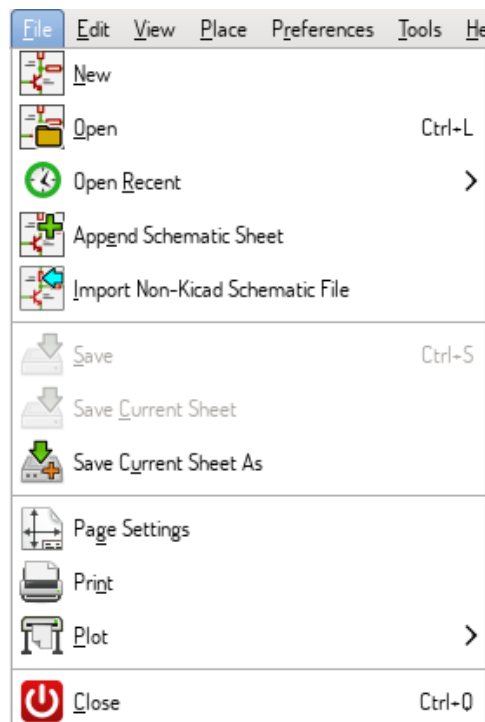 File Edit View Place Preferences Tools He
New
Open Ctrl+L
Open Recent
Append Schematic Sheet
Import Non-Kicad Schematic File
Save Ctrl+S
Save Current Sheet
Save Current Sheet As
Page Settings
Print
Plot
Close Ctrl+Q